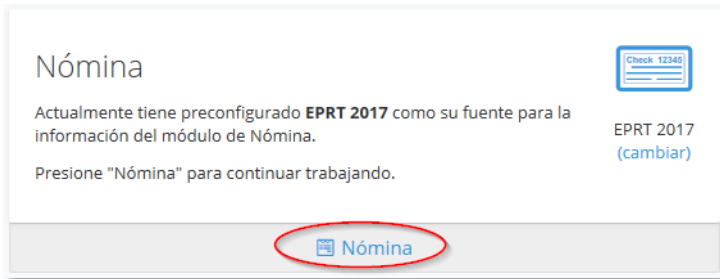 Nómina
Check 12345
Actualmente tiene preconfigurado EPRT 2017 como su fuente para la
información del módulo de Nómina.
EPRT 2017
(cambiar)
Presione "Nómina" para continuar trabajando.
Nómina